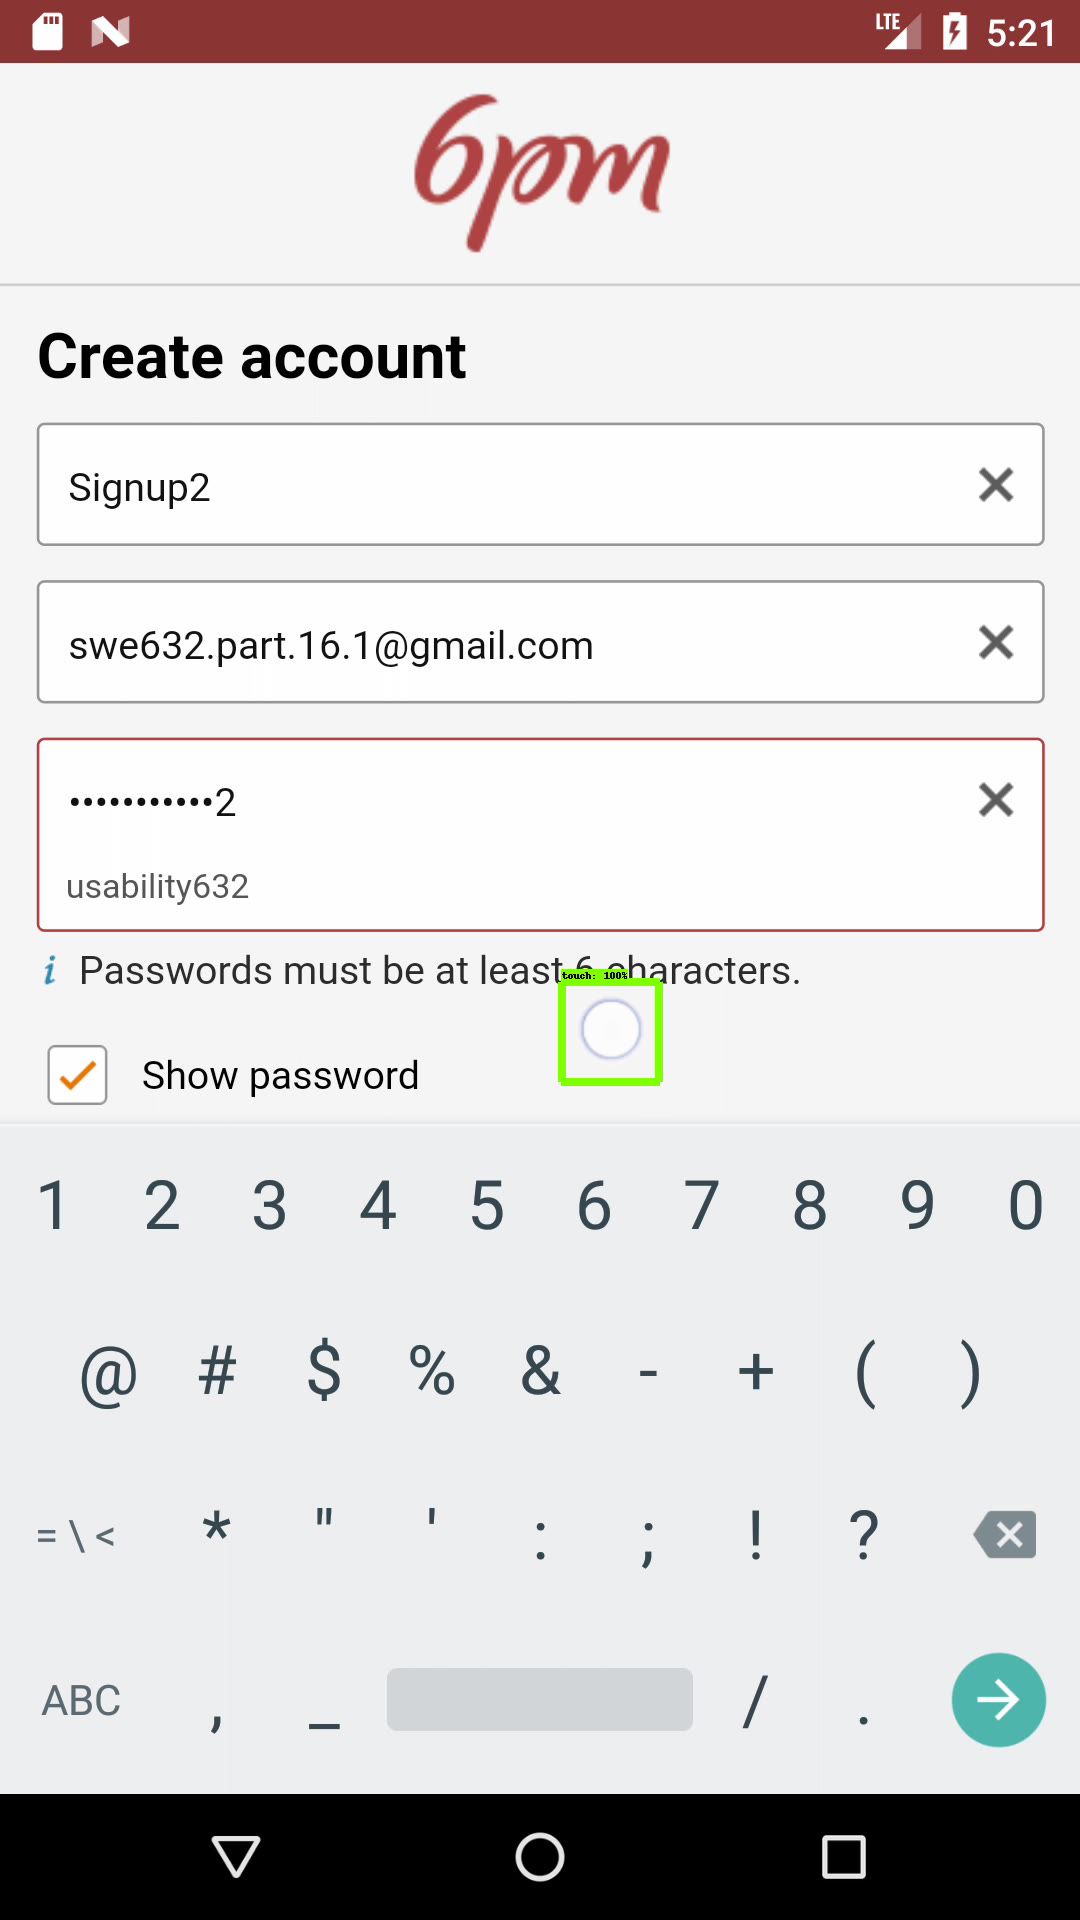 LTE 5:21
6pm
Create account
Signup2
swe632.part.16.1@gmail.com
•••••••••••2
usability632
i Passwords must be at least 6 characters.
touch: 100%
Show password
1 2 3 4 5 6 7 8 9 0
@ # $ % & - + ( )
= \ < * " ' : ; ! ?
ABC , _ / .